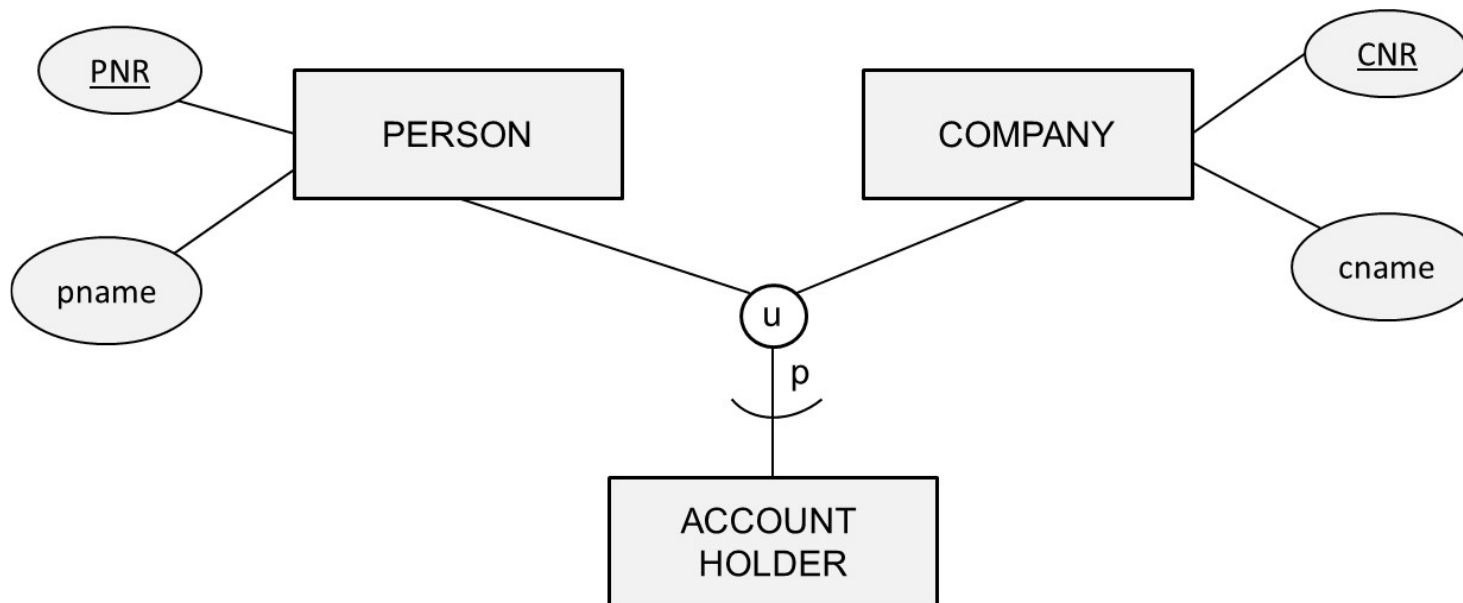 PNR
CNR
PERSON
COMPANY
pname
cname
u
p
ACCOUNT
HOLDER